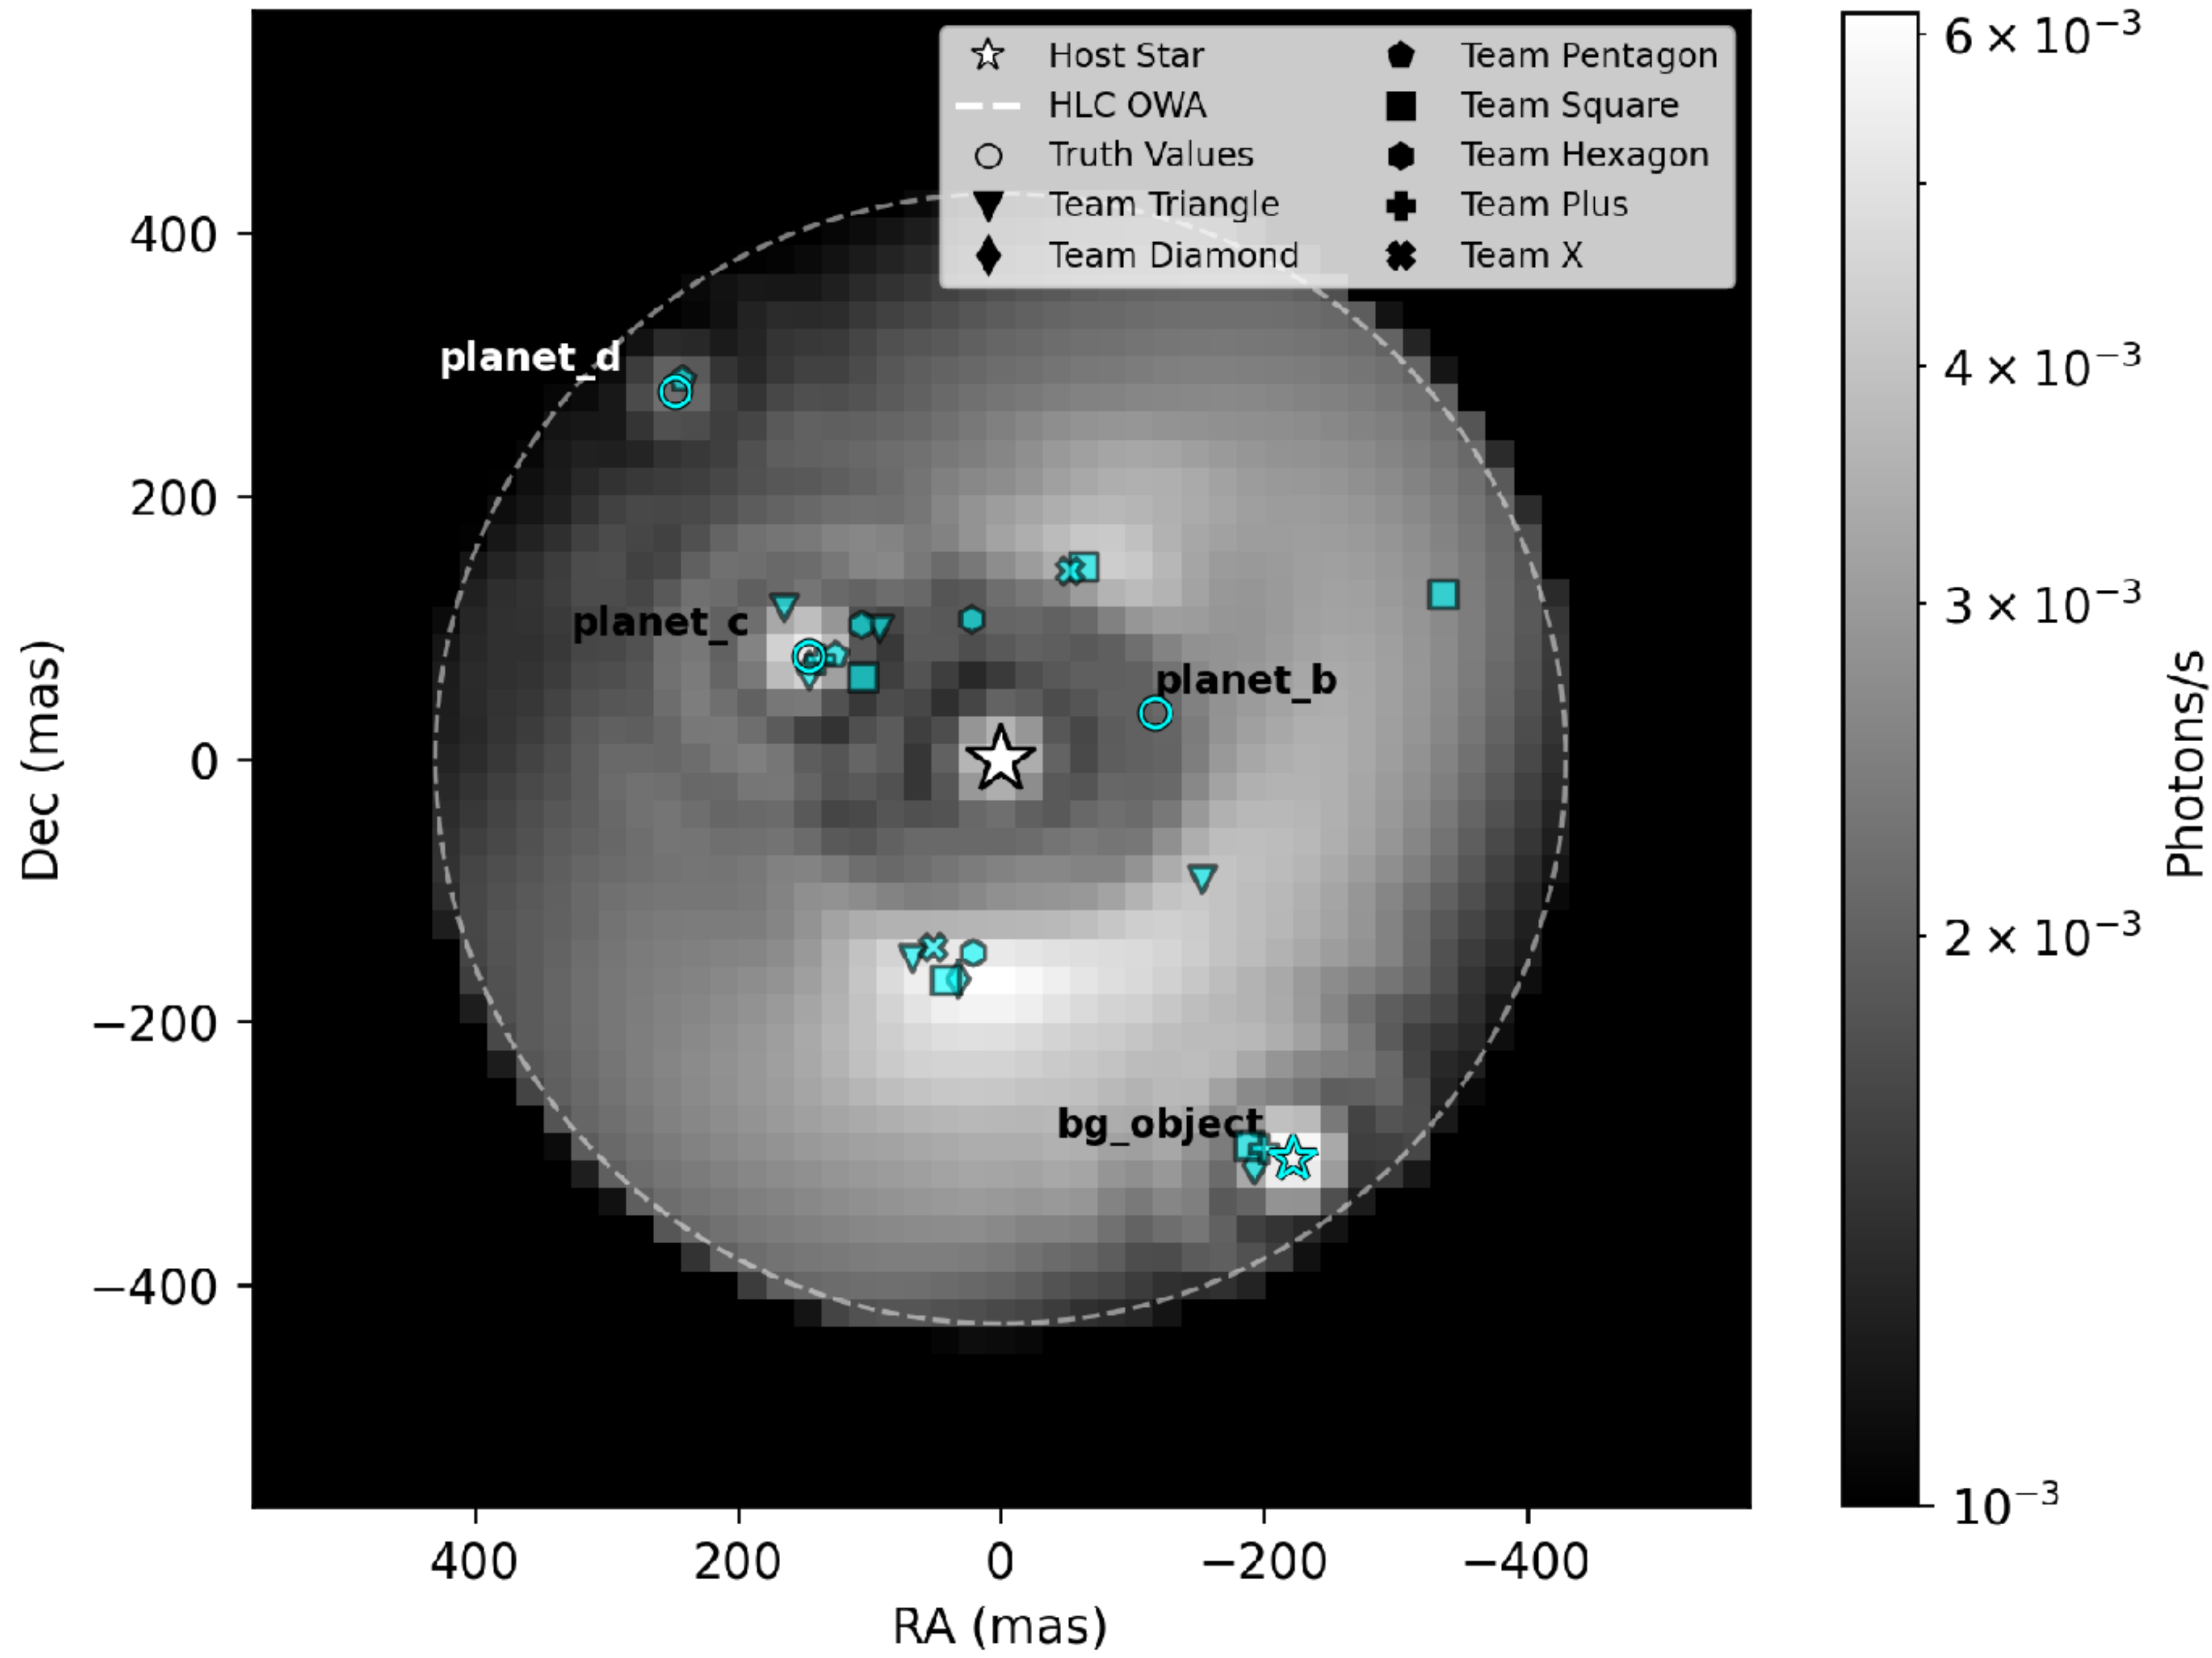 Host Star
HLC OWA
Truth Values
Team Triangle
Team Diamond
Team Pentagon
Team Square
Team Hexagon
Team Plus
Team X
planet_d
planet_c
planet_b
bg_object
400
200
0
−200
−400
Dec (mas)
400
200
0
−200
−400
RA (mas)
6 × 10⁻³
4 × 10⁻³
3 × 10⁻³
2 × 10⁻³
10⁻³
Photons/s